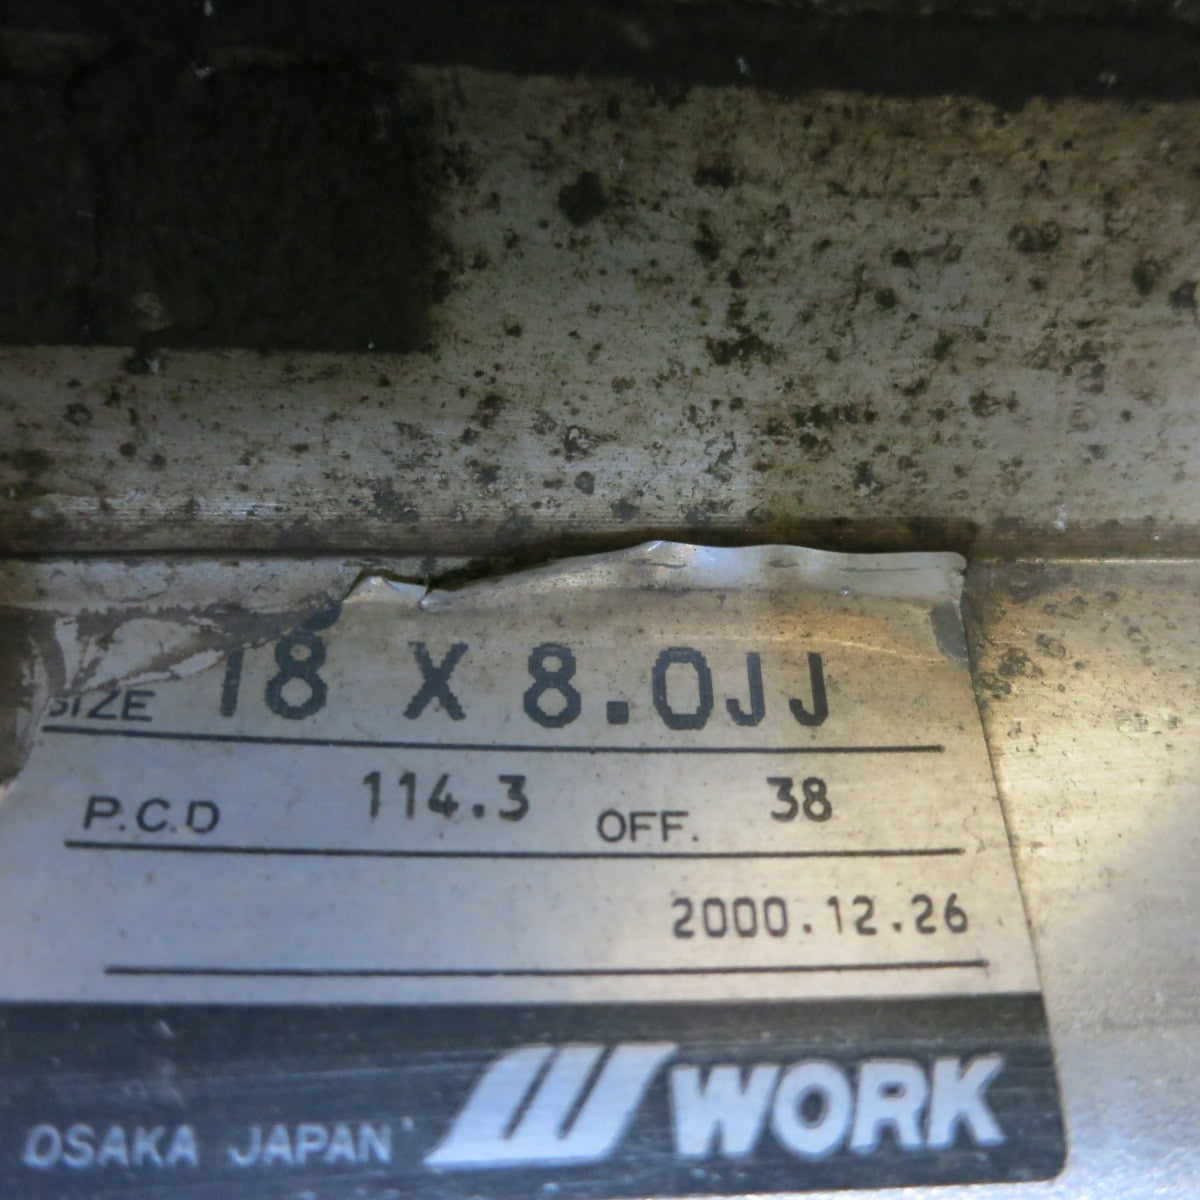 SIZE 18 X 8.0JJ
P.C.D 114.3 OFF. 38
2000.12.26
OSAKA JAPAN WORK